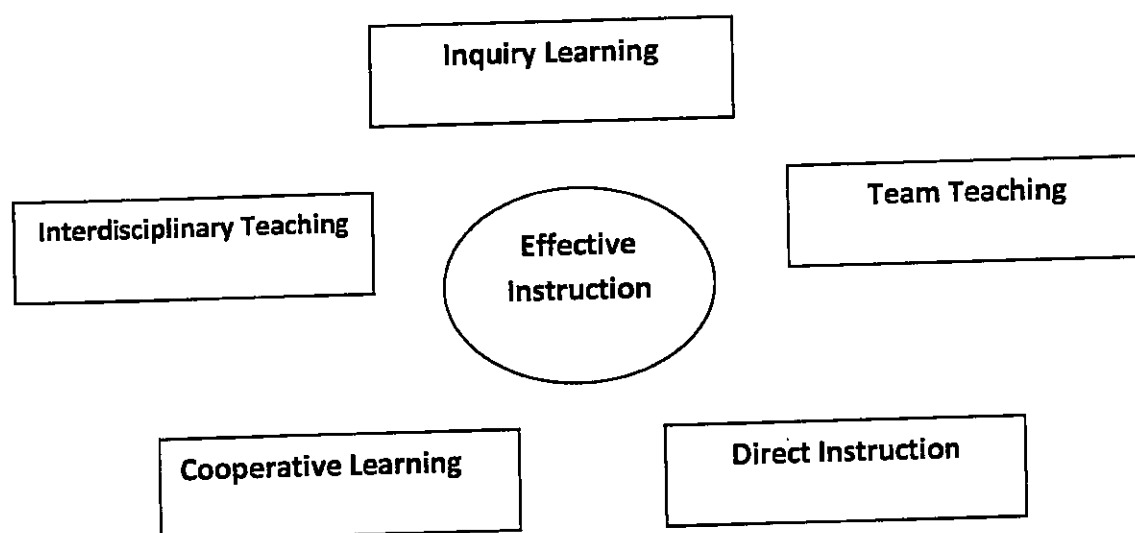 Inquiry Learning
Team Teaching
Interdisciplinary Teaching
Effective
Instruction
Cooperative Learning
Direct Instruction